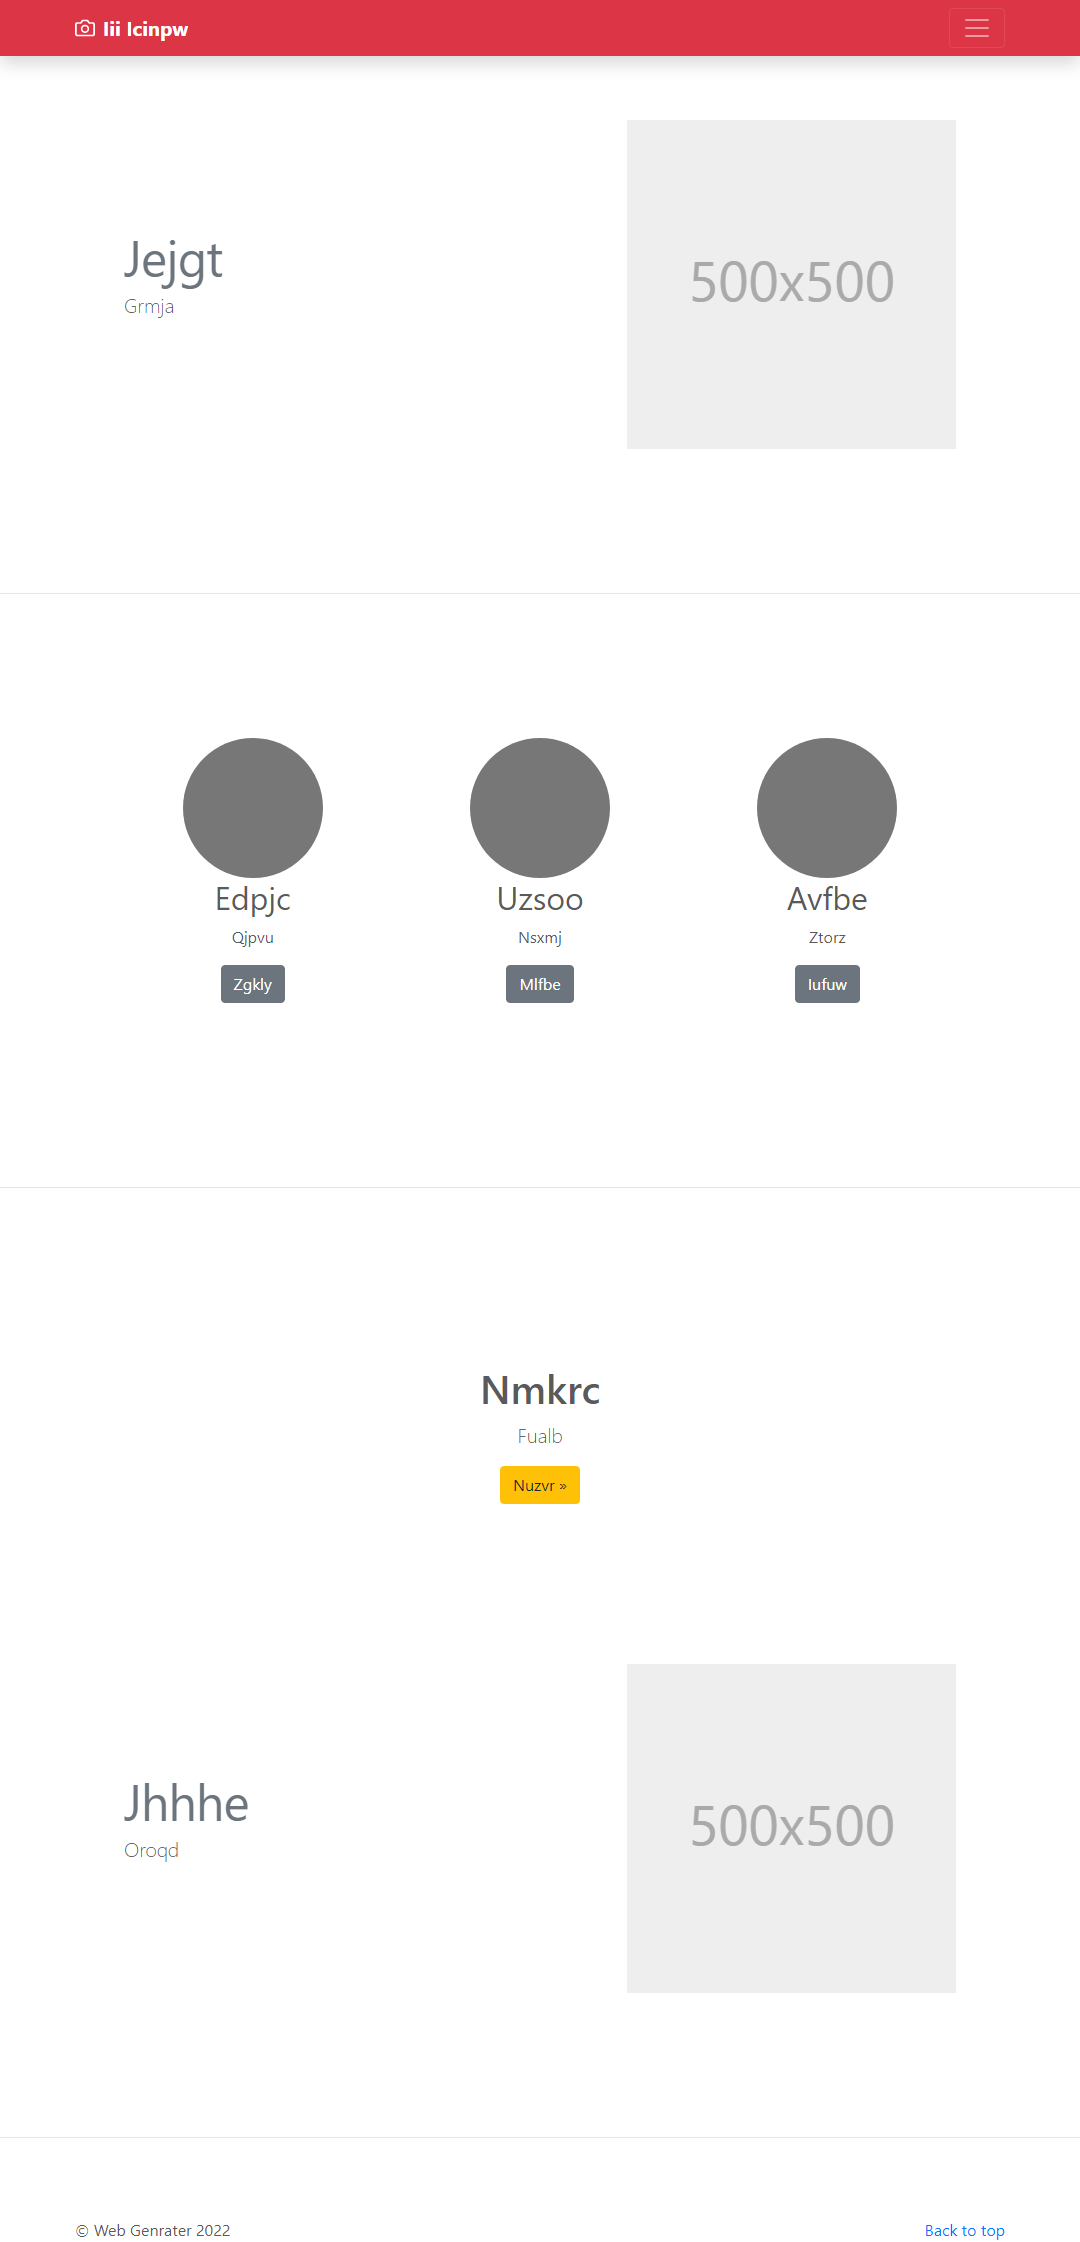 Iii Icinpw
Jejgt
Grmja
500x500
Edpjc
Qjpvu
Zgkly
Uzsoo
Nsxmj
Mlfbe
Avfbe
Ztorz
Iufuw
Nmkrc
Fualb
Nuzvr »
Jhhhe
Oroqd
500x500
© Web Genrater 2022
Back to top